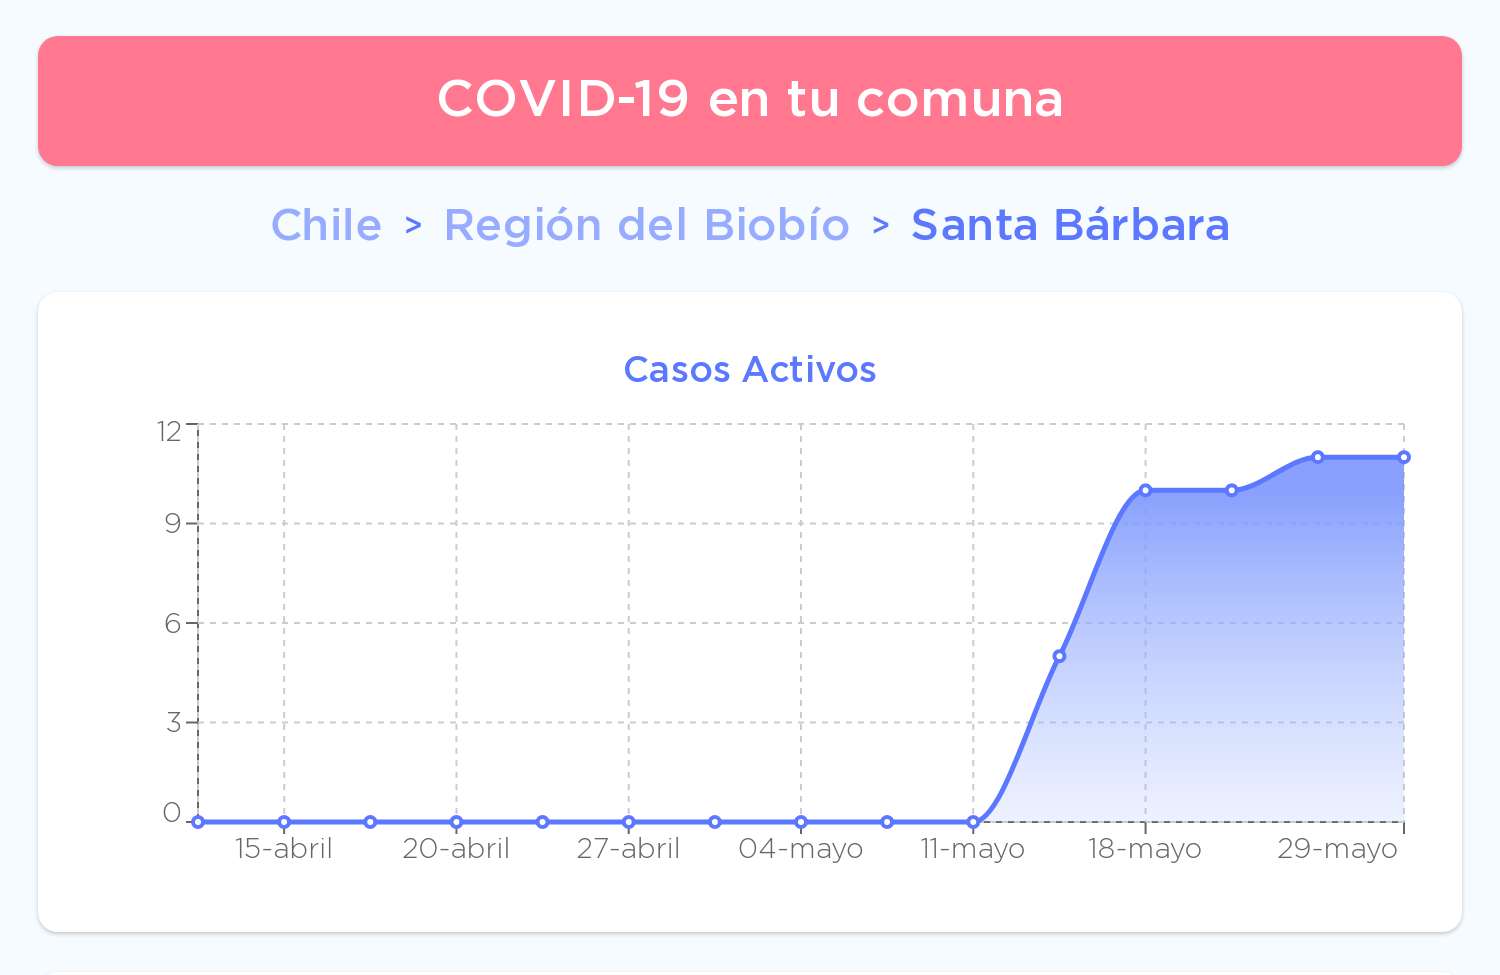 COVID-19 en tu comuna
Chile > Región del Biobío > Santa Bárbara
Casos Activos
12
9
6
3
0
15-abril 20-abril 27-abril 04-mayo 11-mayo 18-mayo 29-mayo